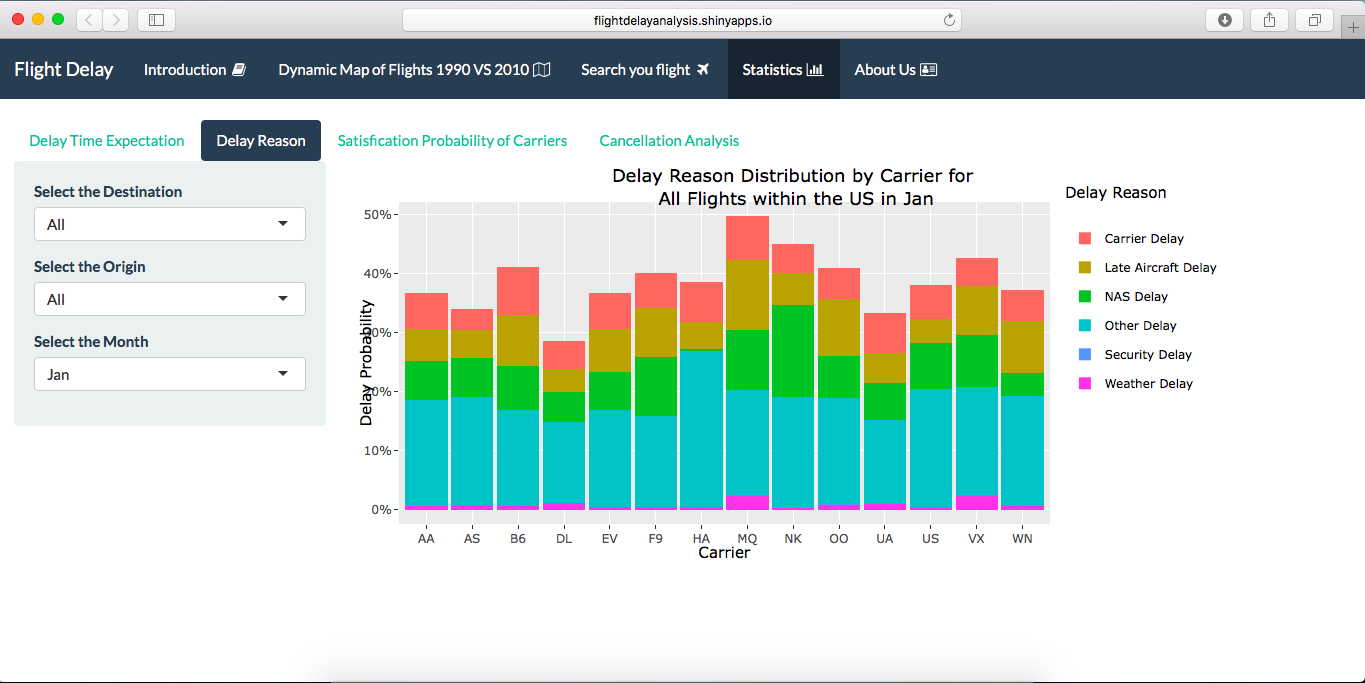 flightdelayanalysis.shinyapps.io
Flight Delay Introduction Dynamic Map of Flights 1990 VS 2010 Search you flight Statistics About Us
Delay Time Expectation Delay Reason Satisfication Probability of Carriers Cancellation Analysis
Select the Destination
All
Select the Origin
All
Select the Month
Jan
Delay Reason Distribution by Carrier for
All Flights within the US in Jan
Delay Probability
50%
40%
30%
20%
10%
0%
AA AS B6 DL EV F9 HA MQ NK OO UA US VX WN
Carrier
Delay Reason
Carrier Delay
Late Aircraft Delay
NAS Delay
Other Delay
Security Delay
Weather Delay